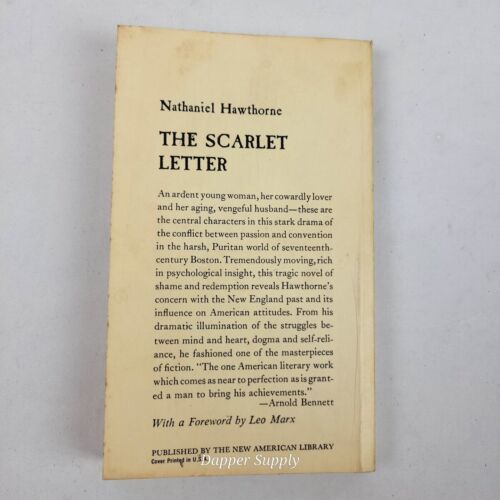 Nathaniel Hawthorne
THE SCARLET
LETTER
An ardent young woman, her cowardly lover
and her aging, vengeful husband—these are
the central characters in this stark drama of
the conflict between passion and convention
in the harsh, Puritan world of seventeenth-
century Boston. Tremendously moving, rich
in psychological insight, this tragic novel of
shame and redemption reveals Hawthorne's
concern with the New England past and its
influence on American attitudes. From his
dramatic illumination of the struggles be-
tween mind and heart, dogma and self-reli-
ance, he fashioned one of the masterpieces
of fiction. "The one American literary work
which comes as near to perfection as is grant-
ed a man to bring his achievements."
—Arnold Bennett
With a Foreword by Leo Marx
PUBLISHED BY THE NEW AMERICAN LIBRARY
Cover Printed in U.S.A.
Dapper Supply